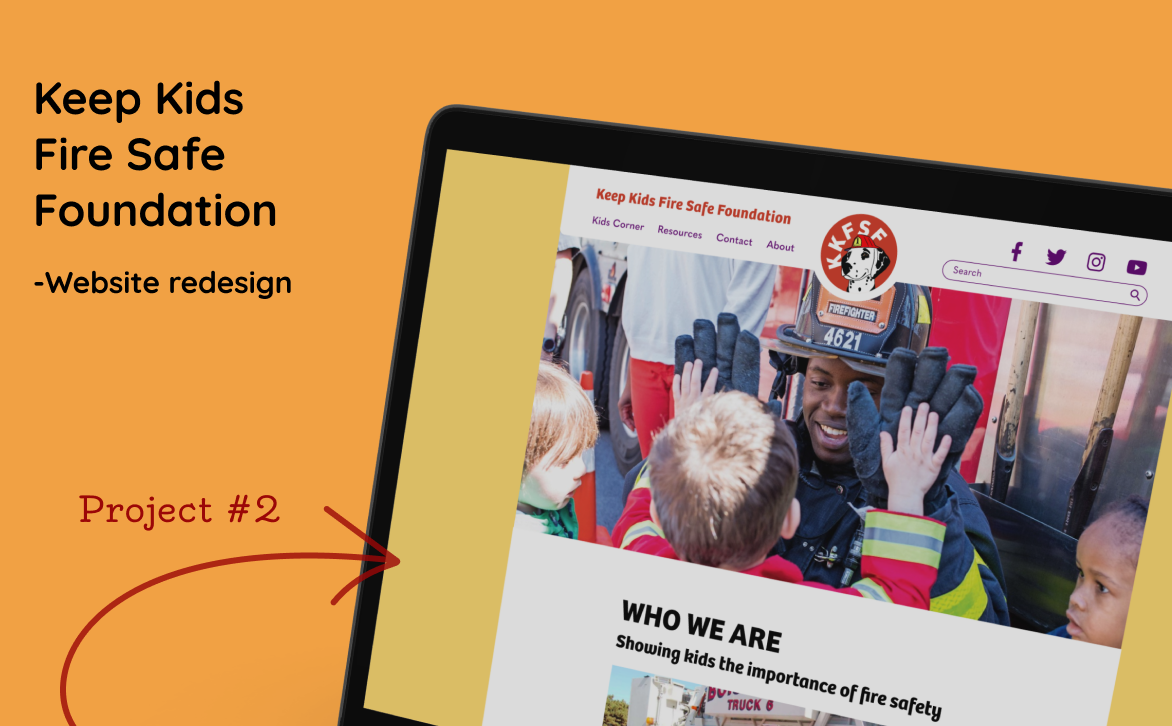 Keep Kids
Fire Safe
Foundation
-Website redesign
Project #2
Keep Kids Fire Safe Foundation
Kids Corner Resources Contact About
KKFSF
Search
FIREFIGHTER
4621
WHO WE ARE
Showing kids the importance of fire safety
TRUCK 6